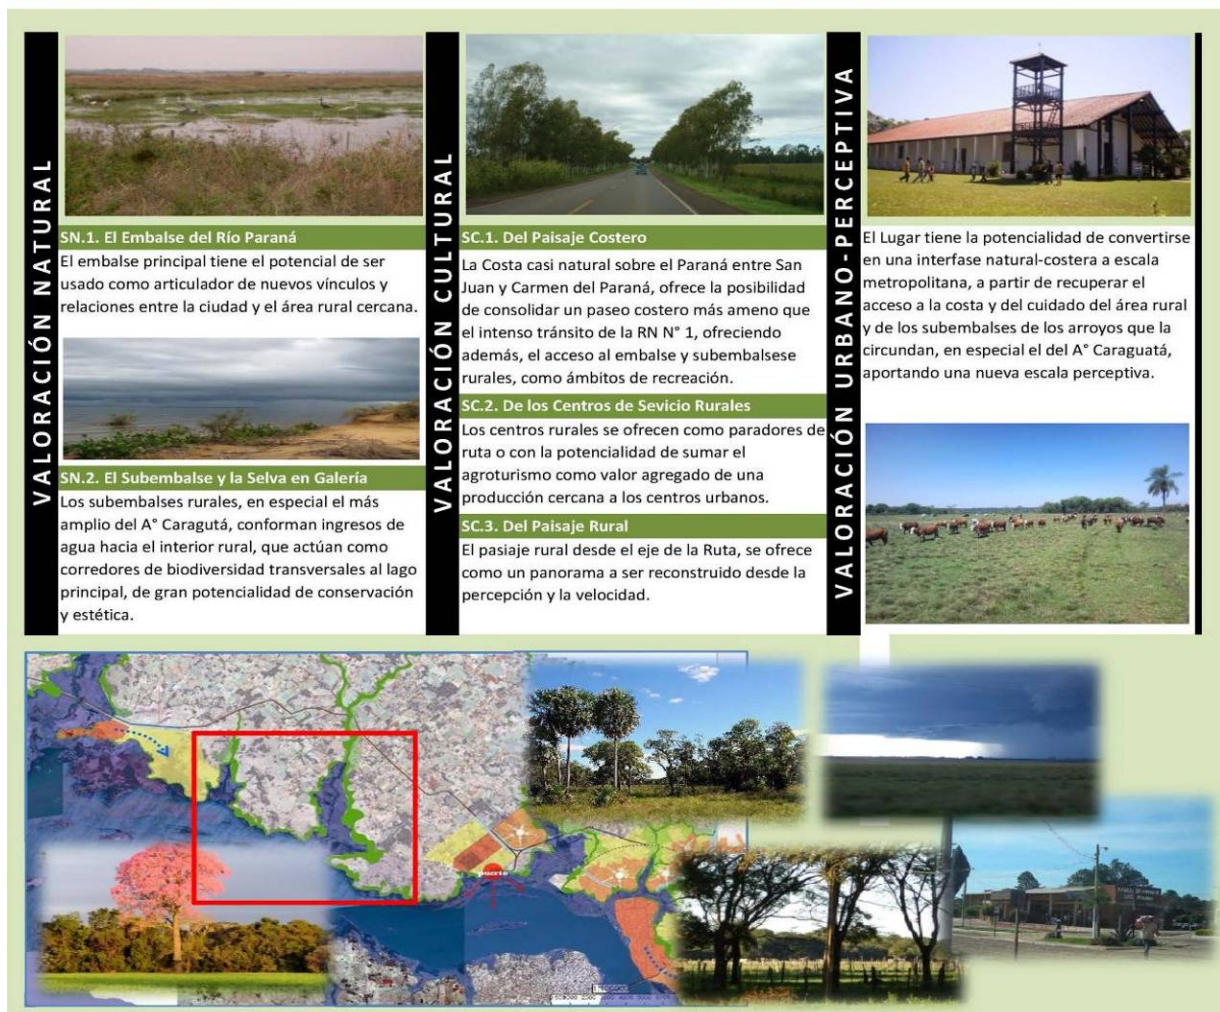 VALORACIÓN NATURAL
SN.1. El Embalse del Río Paraná
El embalse principal tiene el potencial de ser
usado como articulador de nuevos vínculos y
relaciones entre la ciudad y el área rural cercana.
SN.2. El Subembalse y la Selva en Galería
Los subembalses rurales, en especial el más
amplio del A° Caragutá, conforman ingresos de
agua hacia el interior rural, que actúan como
corredores de biodiversidad transversales al lago
principal, de gran potencialidad de conservación
y estética.
VALORACIÓN CULTURAL
SC.1. Del Paisaje Costero
La Costa casi natural sobre el Paraná entre San
Juan y Carmen del Paraná, ofrece la posibilidad
de consolidar un paseo costero más ameno que
el intenso tránsito de la RN N° 1, ofreciendo
además, el acceso al embalse y subembalsese
rurales, como ámbitos de recreación.
SC.2. De los Centros de Sevicio Rurales
Los centros rurales se ofrecen como paradores de
ruta o con la potencialidad de sumar el
agroturismo como valor agregado de una
producción cercana a los centros urbanos.
SC.3. Del Paisaje Rural
El pasiaje rural desde el eje de la Ruta, se ofrece
como un panorama a ser reconstruido desde la
percepción y la velocidad.
VALORACIÓN URBANO-PERCEPTIVA
El Lugar tiene la potencialidad de convertirse
en una interfase natural-costera a escala
metropolitana, a partir de recuperar el
acceso a la costa y del cuidado del área rural
y de los subembalses de los arroyos que la
circundan, en especial el del A° Caraguatá,
aportando una nueva escala perceptiva.
puerto